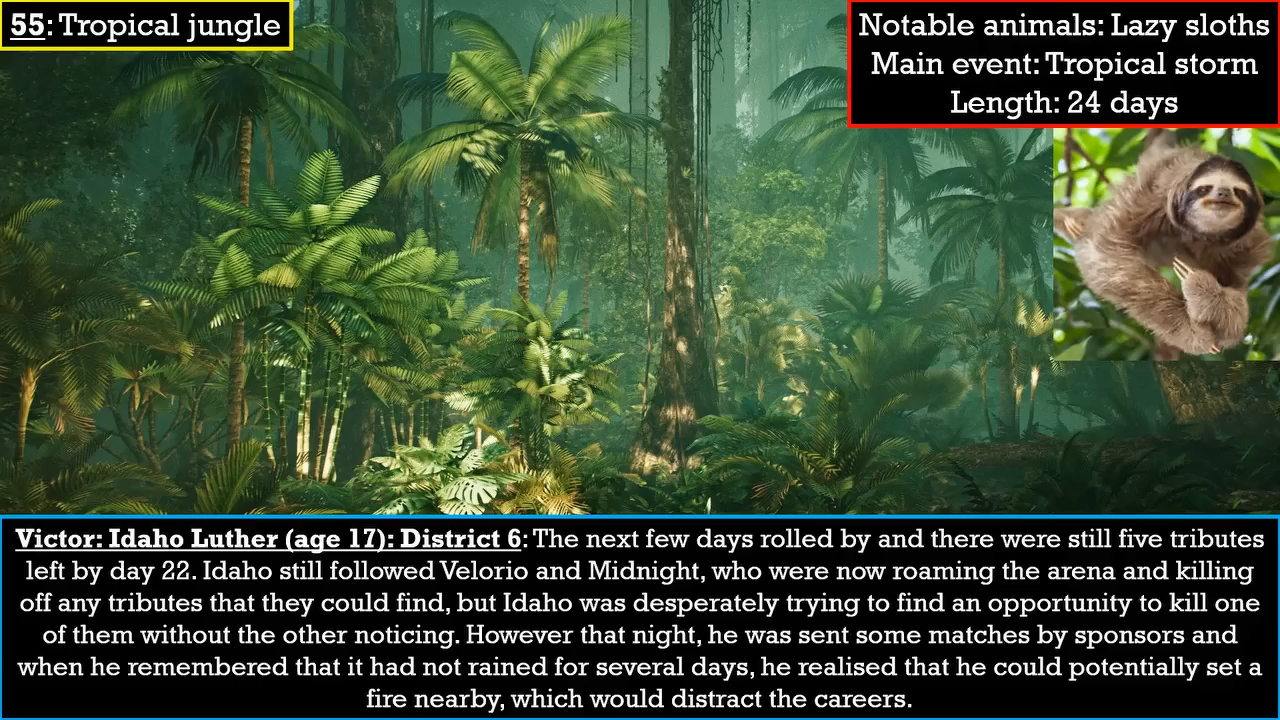 55: Tropical jungle
Notable animals: Lazy sloths
Main event: Tropical storm
Length: 24 days
Victor: Idaho Luther (age 17): District 6: The next few days rolled by and there were still five tributes
left by day 22. Idaho still followed Velorio and Midnight, who were now roaming the arena and killing
off any tributes that they could find, but Idaho was desperately trying to find an opportunity to kill one
of them without the other noticing. However that night, he was sent some matches by sponsors and
when he remembered that it had not rained for several days, he realised that he could potentially set a
fire nearby, which would distract the careers.